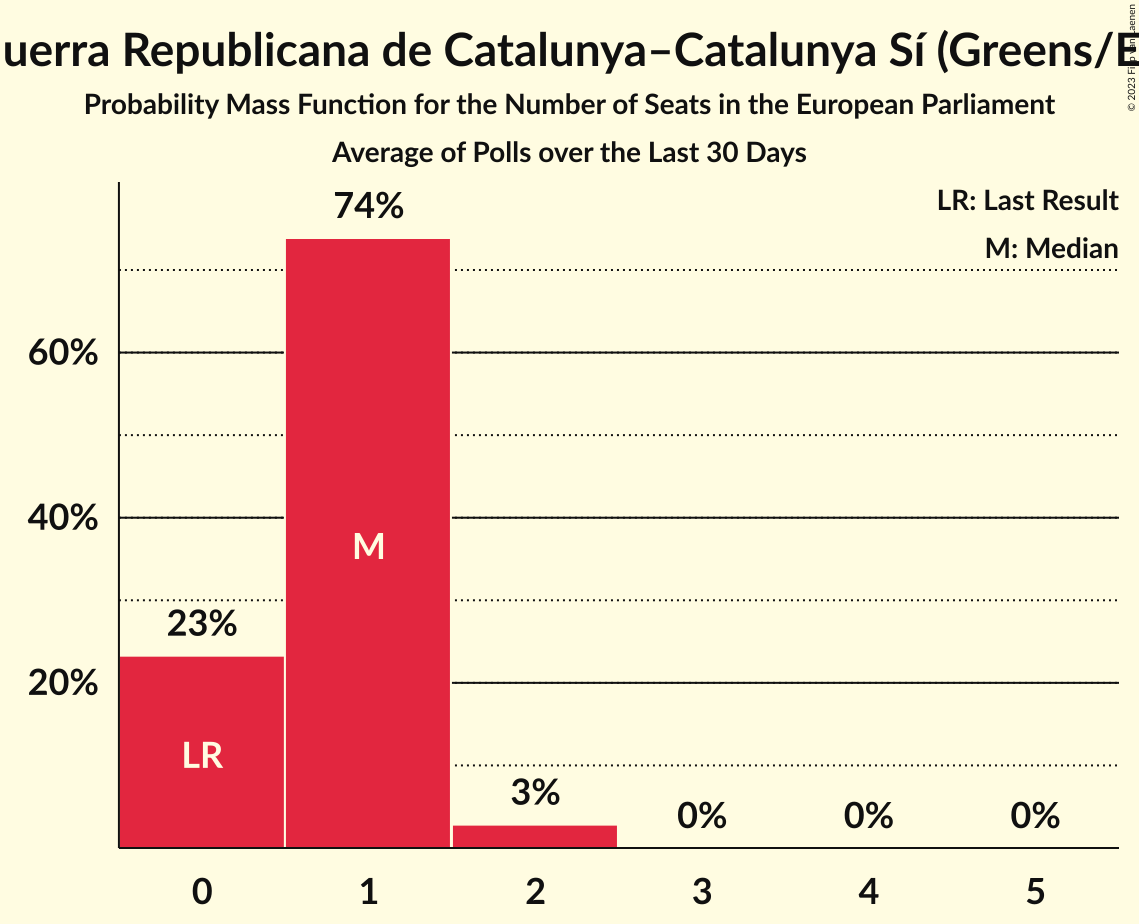 uerra Republicana de Catalunya–Catalunya Sí (Greens/E
© 2023 Filip van Laenen
Probability Mass Function for the Number of Seats in the European Parliament
Average of Polls over the Last 30 Days
LR: Last Result
M: Median
74%
60%
40%
M
23%
20%
LR
3%
0%
0%
0%
0
1
2
3
4
5